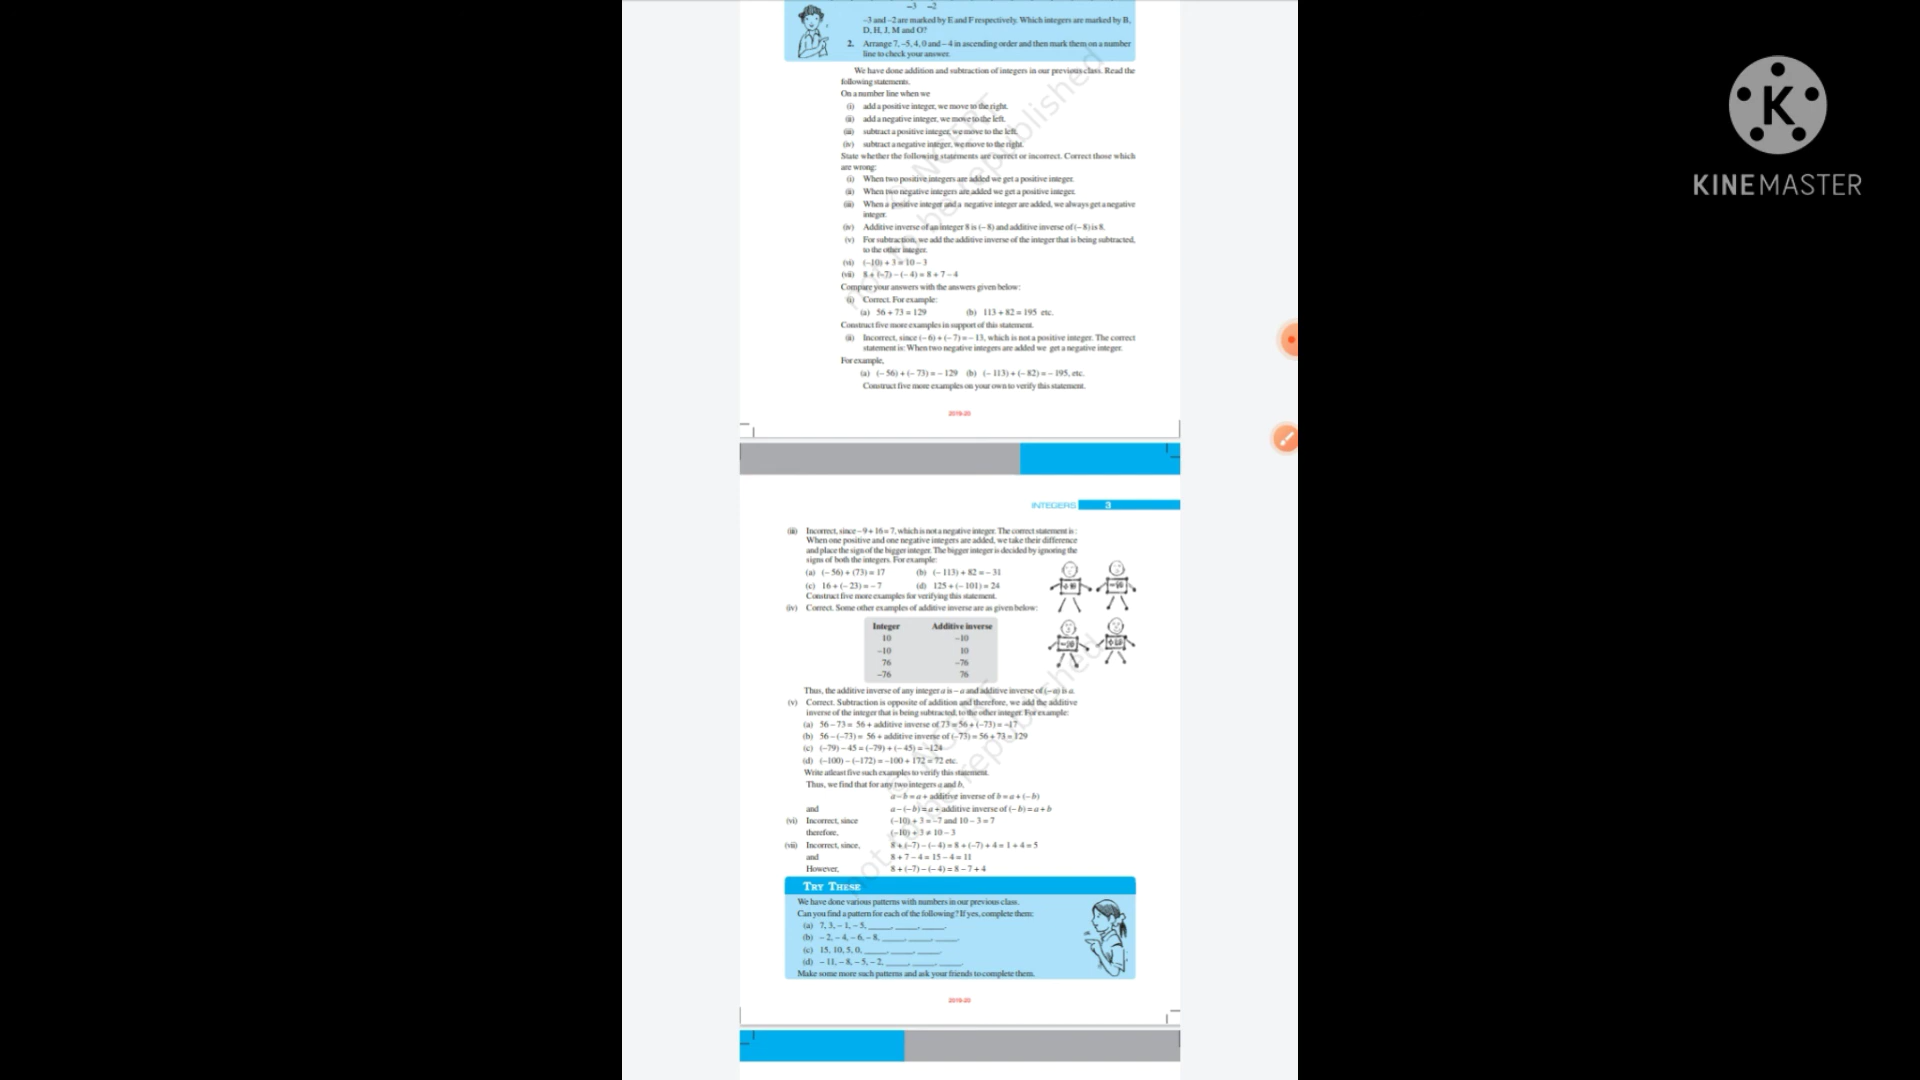 -3 -2
–3 and –2 are marked by E and F respectively. Which integers are marked by B,
D, H, J, M and O?
2. Arrange 7, –5, 4, 0 and – 4 in ascending order and then mark them on a number
line to check your answer.
We have done addition and subtraction of integers in our previous class. Read the
following statements.
On a number line when we
(i) add a positive integer, we move to the right.
(ii) add a negative integer, we move to the left.
(iii) subtract a positive integer, we move to the left.
(iv) subtract a negative integer, we move to the right.
State whether the following statements are correct or incorrect. Correct those which
are wrong:
(i) When two positive integers are added we get a positive integer.
(ii) When two negative integers are added we get a positive integer.
(iii) When a positive integer and a negative integer are added, we always get a negative
integer.
(iv) Additive inverse of an integer 8 is (– 8) and additive inverse of (– 8) is 8.
(v) For subtraction, we add the additive inverse of the integer that is being subtracted,
to the other integer.
(vi) (–10) + 3 = 10 – 3
(vii) 8 + (–7) – (– 4) = 8 + 7 – 4
Compare your answers with the answers given below:
(i) Correct. For example:
(a) 56 + 73 = 129 (b) 113 + 82 = 195 etc.
Construct five more examples in support of this statement.
(ii) Incorrect, since (– 6) + (– 7) = – 13, which is not a positive integer. The correct
statement is: When two negative integers are added we get a negative integer.
For example,
(a) (– 56) + (– 73) = – 129 (b) (– 113) + (– 82) = – 195, etc.
Construct five more examples on your own to verify this statement.
2019-20
INTEGERS 3
(iii) Incorrect, since – 9 + 16 = 7, which is not a negative integer. The correct statement is :
When one positive and one negative integers are added, we take their difference
and place the sign of the bigger integer. The bigger integer is decided by ignoring the
signs of both the integers. For example:
(a) (– 56) + (73) = 17 (b) (– 113) + 82 = – 31
(c) 16 + (– 23) = – 7 (d) 125 + (– 101) = 24
Construct five more examples for verifying this statement.
(iv) Correct. Some other examples of additive inverse are as given below:
Integer Additive inverse
10 –10
–10 10
76 –76
–76 76
Thus, the additive inverse of any integer a is – a and additive inverse of (– a) is a.
(v) Correct. Subtraction is opposite of addition and therefore, we add the additive
inverse of the integer that is being subtracted, to the other integer. For example:
(a) 56 – 73 = 56 + additive inverse of 73 = 56 + (–73) = –17
(b) 56 – (–73) = 56 + additive inverse of (–73) = 56 + 73 = 129
(c) (–79) – 45 = (–79) + (– 45) = –124
(d) (–100) – (–172) = –100 + 172 = 72 etc.
Write atleast five such examples to verify this statement.
Thus, we find that for any two integers a and b,
a – b = a + additive inverse of b = a + (– b)
and a – (– b) = a + additive inverse of (– b) = a + b
(vi) Incorrect, since (–10) + 3 = –7 and 10 – 3 = 7
therefore, (–10) + 3 ≠ 10 – 3
(vii) Incorrect, since, 8 + (–7) – (– 4) = 8 + (–7) + 4 = 1 + 4 = 5
and 8 + 7 – 4 = 15 – 4 = 11
However, 8 + (–7) – (– 4) = 8 – 7 + 4
TRY THESE
We have done various patterns with numbers in our previous class.
Can you find a pattern for each of the following? If yes, complete them:
(a) 7, 3, – 1, – 5, _____, _____, _____.
(b) – 2, – 4, – 6, – 8, _____, _____, _____.
(c) 15, 10, 5, 0, _____, _____, _____.
(d) – 11, – 8, – 5, – 2, _____, _____, _____.
Make some more such patterns and ask your friends to complete them.
2019-20
not to be republished
K
KINEMASTER